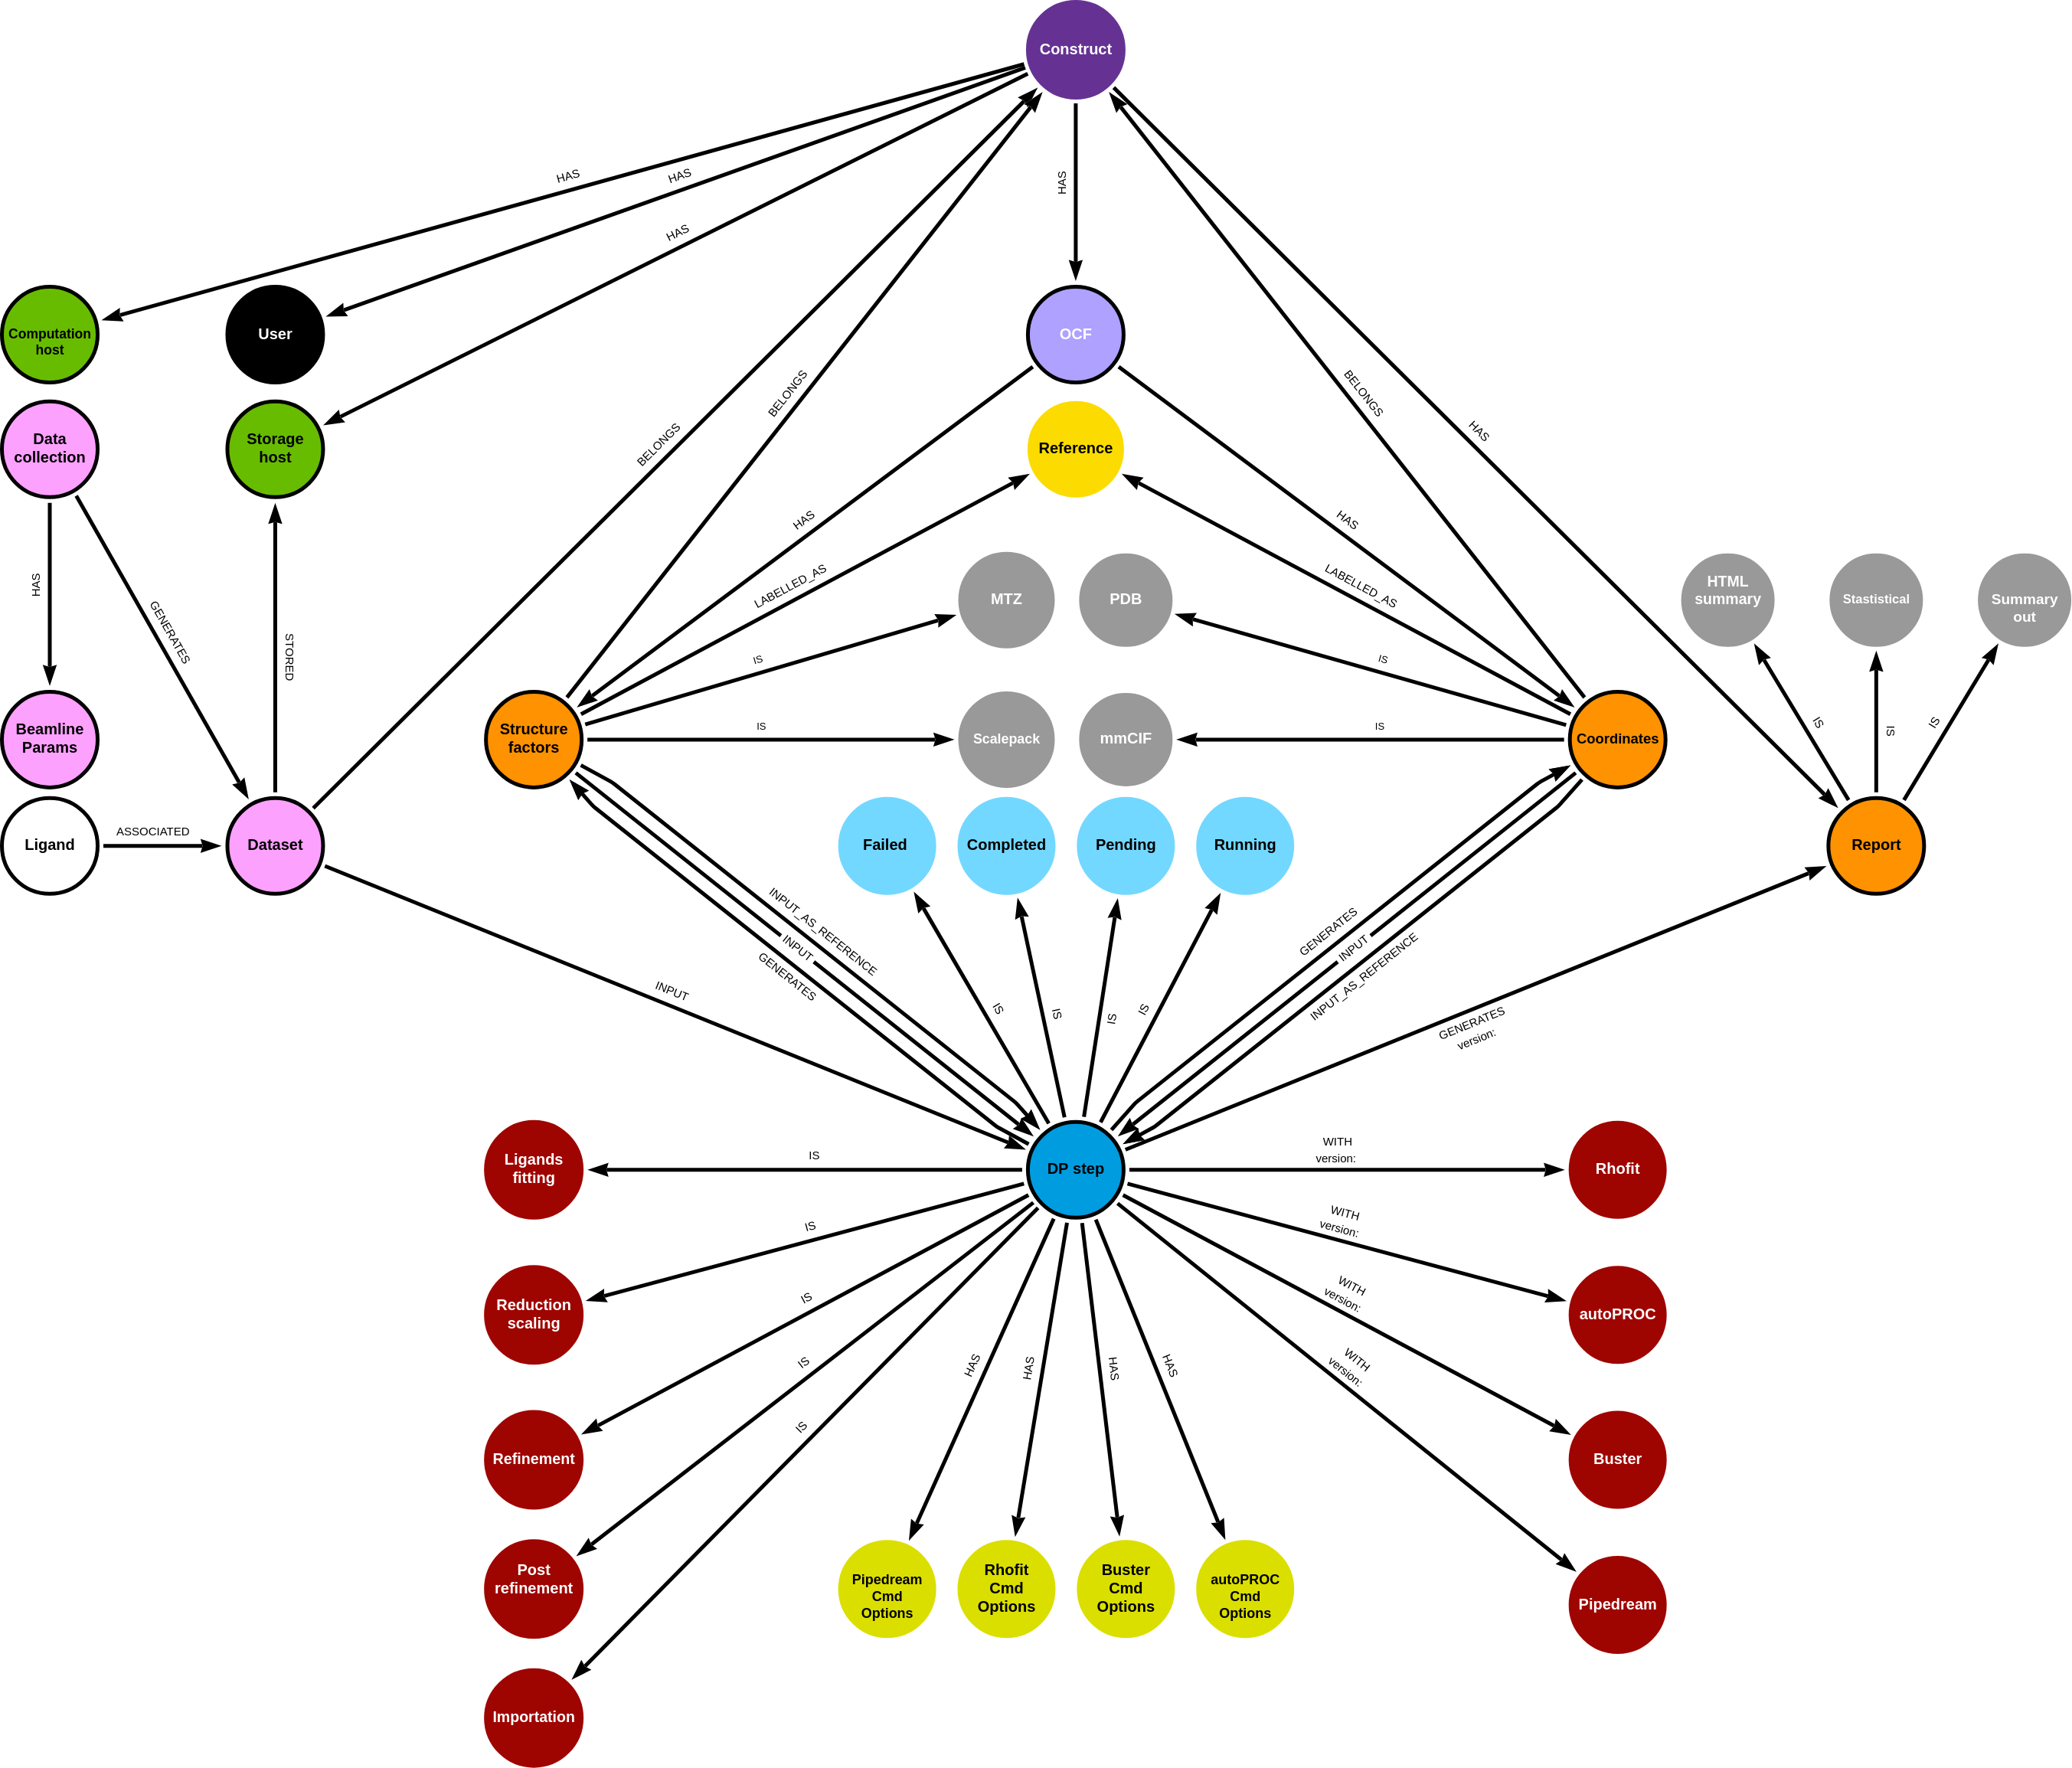 Construct
HAS
HAS
HAS
HAS
Computation
host
User
OCF
BELONGS
BELONGS
BELONGS
HAS
Data
collection
Storage
host
Reference
HAS
HAS
LABELLED_AS
LABELLED_AS
HAS
GENERATES
STORED
MTZ
PDB
HTML
summary
Stastistical
Summary
out
IS
IS
IS
IS
IS
IS
IS
Beamline
Params
Structure
factors
Scalepack
mmCIF
Coordinates
Ligand
ASSOCIATED
Dataset
Failed
Completed
Pending
Running
Report
INPUT_AS_REFERENCE
INPUT
GENERATES
GENERATES
INPUT
INPUT_AS_REFERENCE
INPUT
IS
IS
IS
IS
GENERATES
version:
Ligands
fitting
IS
DP step
WITH
version:
Rhofit
IS
WITH
version:
Reduction
scaling
autoPROC
IS
WITH
version:
IS
HAS
HAS
HAS
HAS
WITH
version:
IS
Refinement
Buster
Post
refinement
Pipedream
Cmd
Options
Rhofit
Cmd
Options
Buster
Cmd
Options
autoPROC
Cmd
Options
Pipedream
Importation